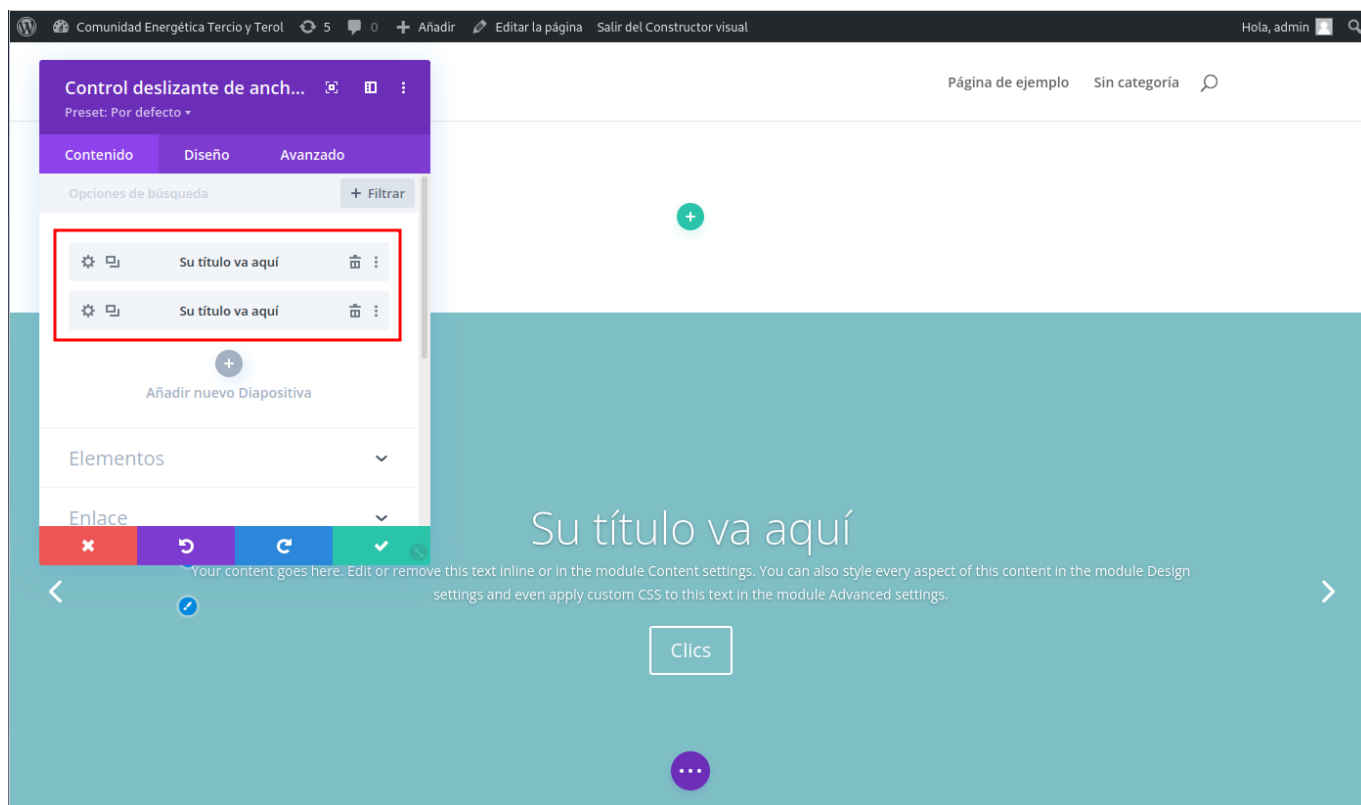 Comunidad Energética Tercio y Terol 5 0 Añadir Editar la página Salir del Constructor visual Hola, admin
Página de ejemplo Sin categoría
Control deslizante de anch...
Preset: Por defecto
Contenido Diseño Avanzado
Opciones de búsqueda + Filtrar
Su título va aquí
Su título va aquí
Añadir nuevo Diapositiva
Elementos
Enlace
Su título va aquí
Your content goes here. Edit or remove this text inline or in the module Content settings. You can also style every aspect of this content in the module Design
settings and even apply custom CSS to this text in the module Advanced settings.
Clics